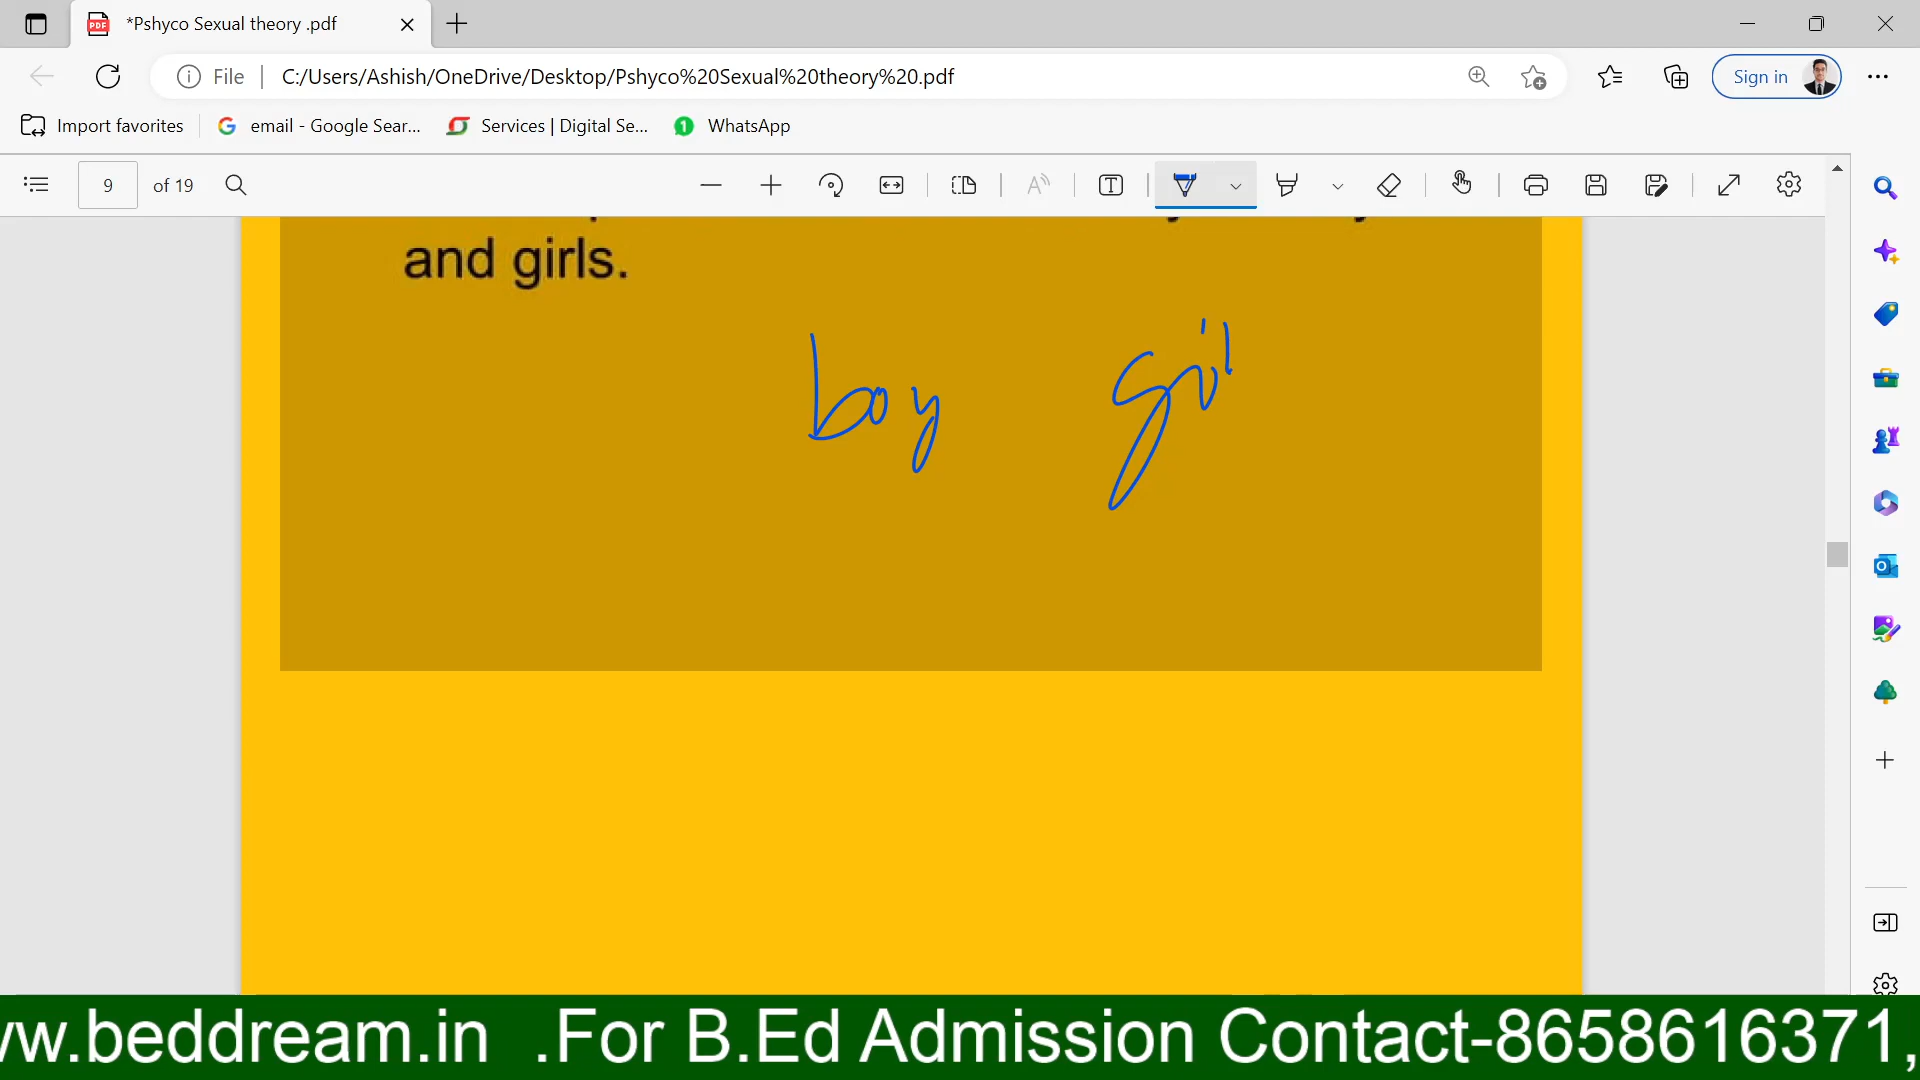 *Pshyco Sexual theory .pdf
File C:/Users/Ashish/OneDrive/Desktop/Pshyco%20Sexual%20theory%20.pdf
Sign in
Import favorites email - Google Sear... Services | Digital Se... WhatsApp
9 of 19
and girls.
boy girl
.beddream.in .For B.Ed Admission Contact-8658616371,